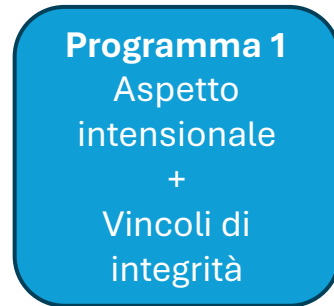 Programma 1
Aspetto
intensionale
+
Vincoli di
integrità